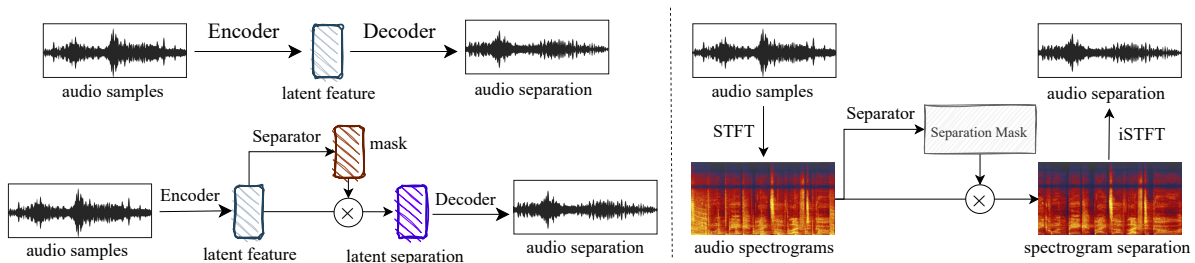 Encoder
Decoder
audio samples
latent feature
audio separation
Separator
mask
Encoder
Decoder
audio samples
latent feature
latent separation
audio separation
audio samples
audio separation
STFT
Separator
Separation Mask
iSTFT
audio spectrograms
spectrogram separation